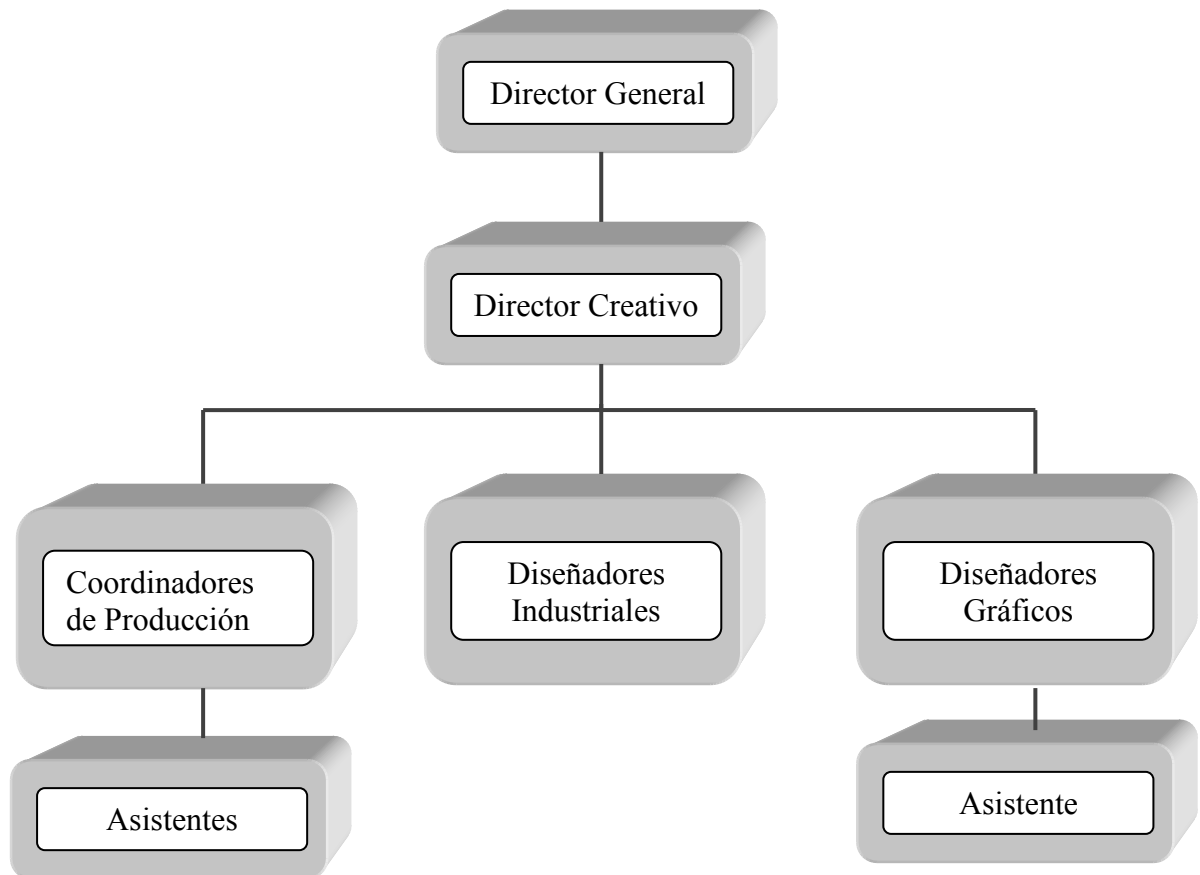 Director General
Director Creativo
Coordinadores
de Producción
Diseñadores
Industriales
Diseñadores
Gráficos
Asistentes
Asistente